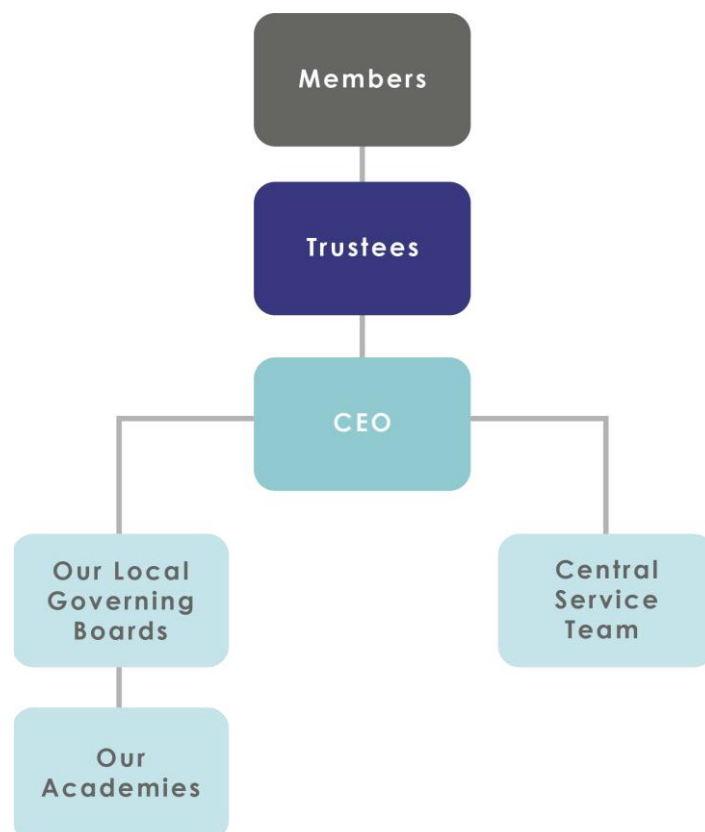 Members
Trustees
CEO
Our Local
Governing
Boards
Central
Service
Team
Our
Academies